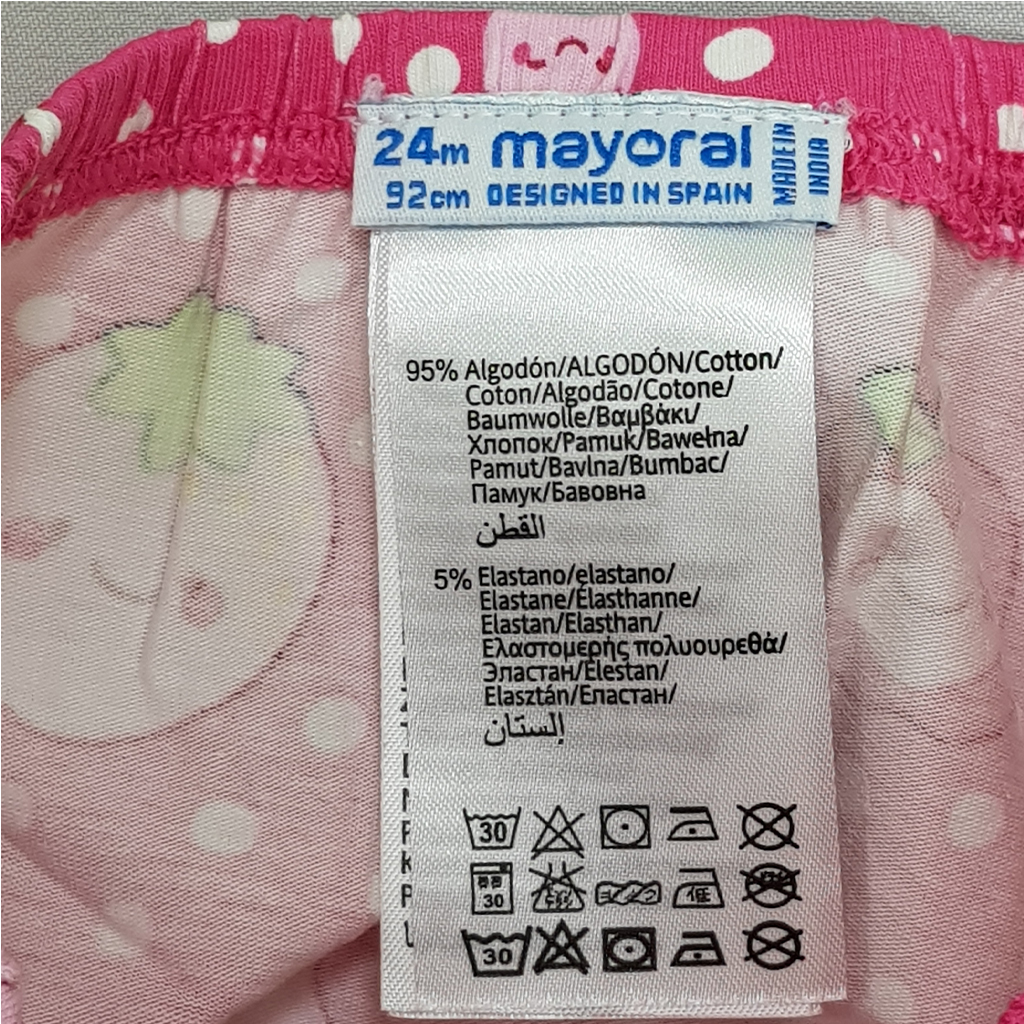 24m mayoral MADE IN INDIA
92cm DESIGNED IN SPAIN
95% Algodón/ALGODÓN/Cotton/
Coton/Algodão/Cotone/
Baumwolle/Βαμβάκι/
Хлопок/Pamuk/Bawełna/
Pamut/Bavlna/Bumbac/
Памук/Бавовна
القطن
5% Elastano/elastano/
Elastane/Élasthanne/
Elastan/Elasthan/
Ελαστομερής πολυουρεθά/
Эластан/Elestan/
Elasztán/Еластан/
إلستان
30
30 低
30